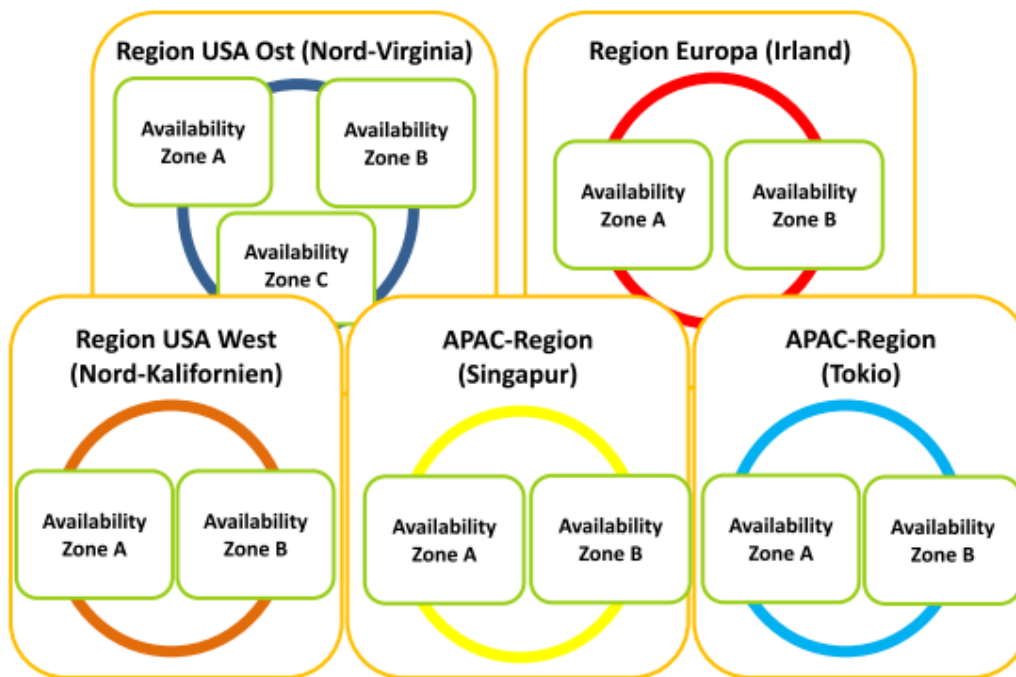 Region USA Ost (Nord-Virginia)
Availability
Zone A
Availability
Zone B
Availability
Zone C
Region Europa (Irland)
Availability
Zone A
Availability
Zone B
Region USA West
(Nord-Kalifornien)
Availability
Zone A
Availability
Zone B
APAC-Region
(Singapur)
Availability
Zone A
Availability
Zone B
APAC-Region
(Tokio)
Availability
Zone A
Availability
Zone B